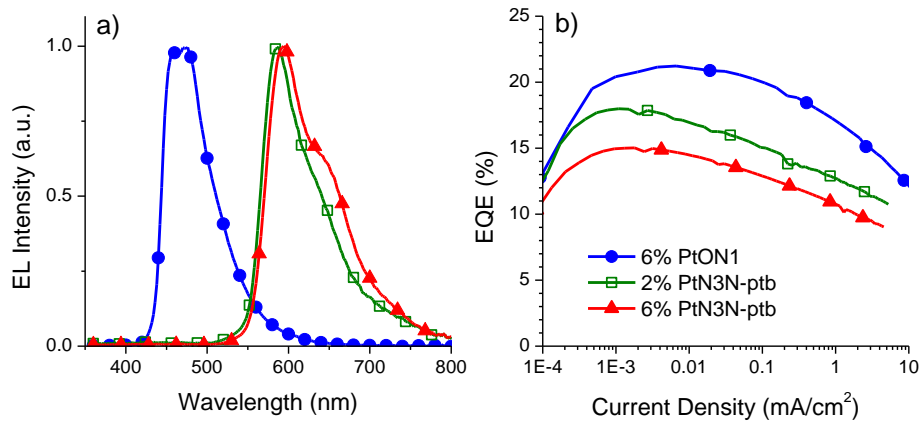 a)
1.0
0.5
0.0
EL Intensity (a.u.)
400 500 600 700 800
Wavelength (nm)
b)
25
20
15
10
5
0
EQE (%)
6% PtON1
2% PtN3N-ptb
6% PtN3N-ptb
1E-4 1E-3 0.01 0.1 1 10
Current Density (mA/cm²)